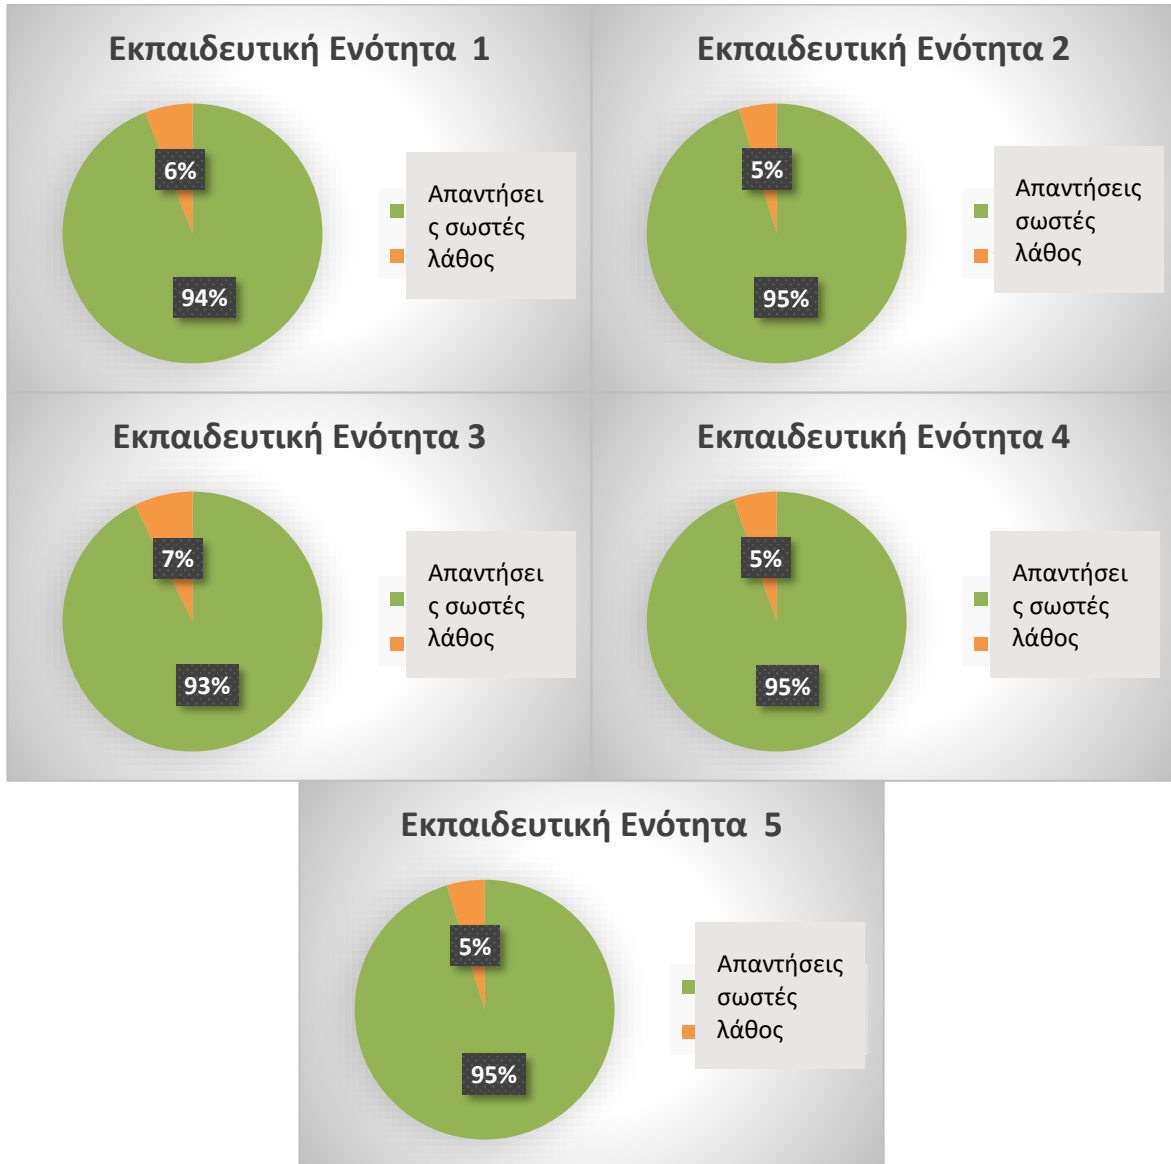 Εκπαιδευτική Ενότητα 1
6%
94%
Απαντήσει
ς σωστές
λάθος
Εκπαιδευτική Ενότητα 2
5%
95%
Απαντήσεις
σωστές
λάθος
Εκπαιδευτική Ενότητα 3
7%
93%
Απαντήσει
ς σωστές
λάθος
Εκπαιδευτική Ενότητα 4
5%
95%
Απαντήσει
ς σωστές
λάθος
Εκπαιδευτική Ενότητα 5
5%
95%
Απαντήσεις
σωστές
λάθος